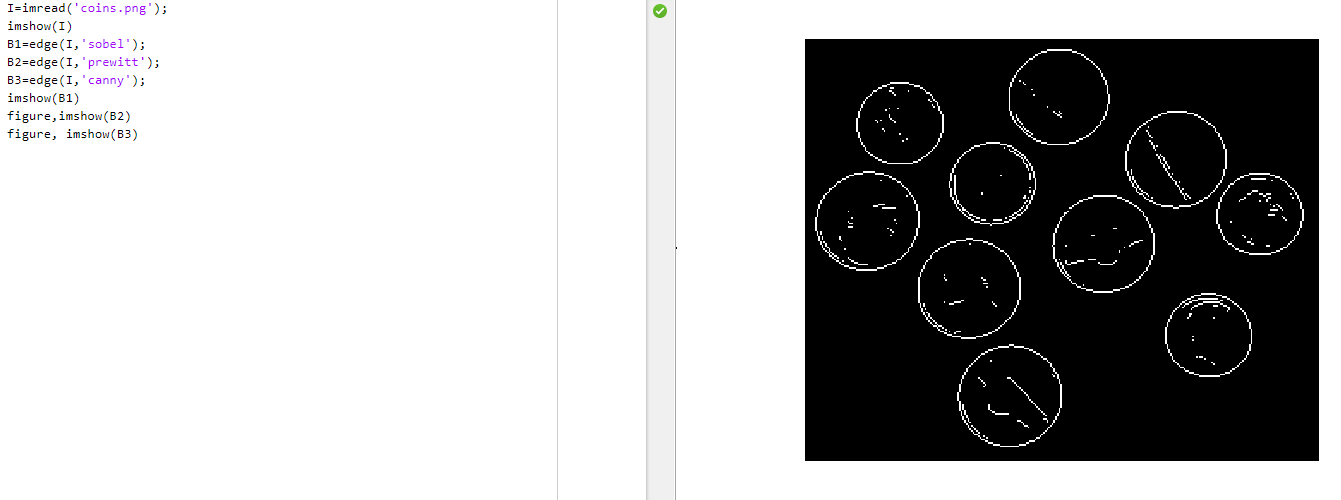 I=imread('coins.png');
imshow(I)
B1=edge(I,'sobel');
B2=edge(I,'prewitt');
B3=edge(I,'canny');
imshow(B1)
figure,imshow(B2)
figure, imshow(B3)